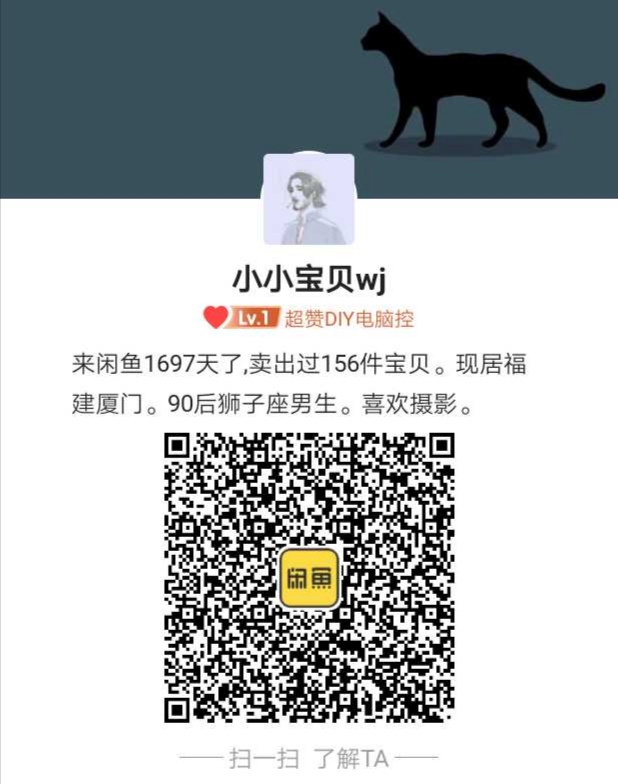 小小宝贝wj
Lv.1 超赞DIY电脑控
来闲鱼1697天了,卖出过156件宝贝。现居福
建厦门。90后狮子座男生。喜欢摄影。
闲鱼
扫一扫 了解TA